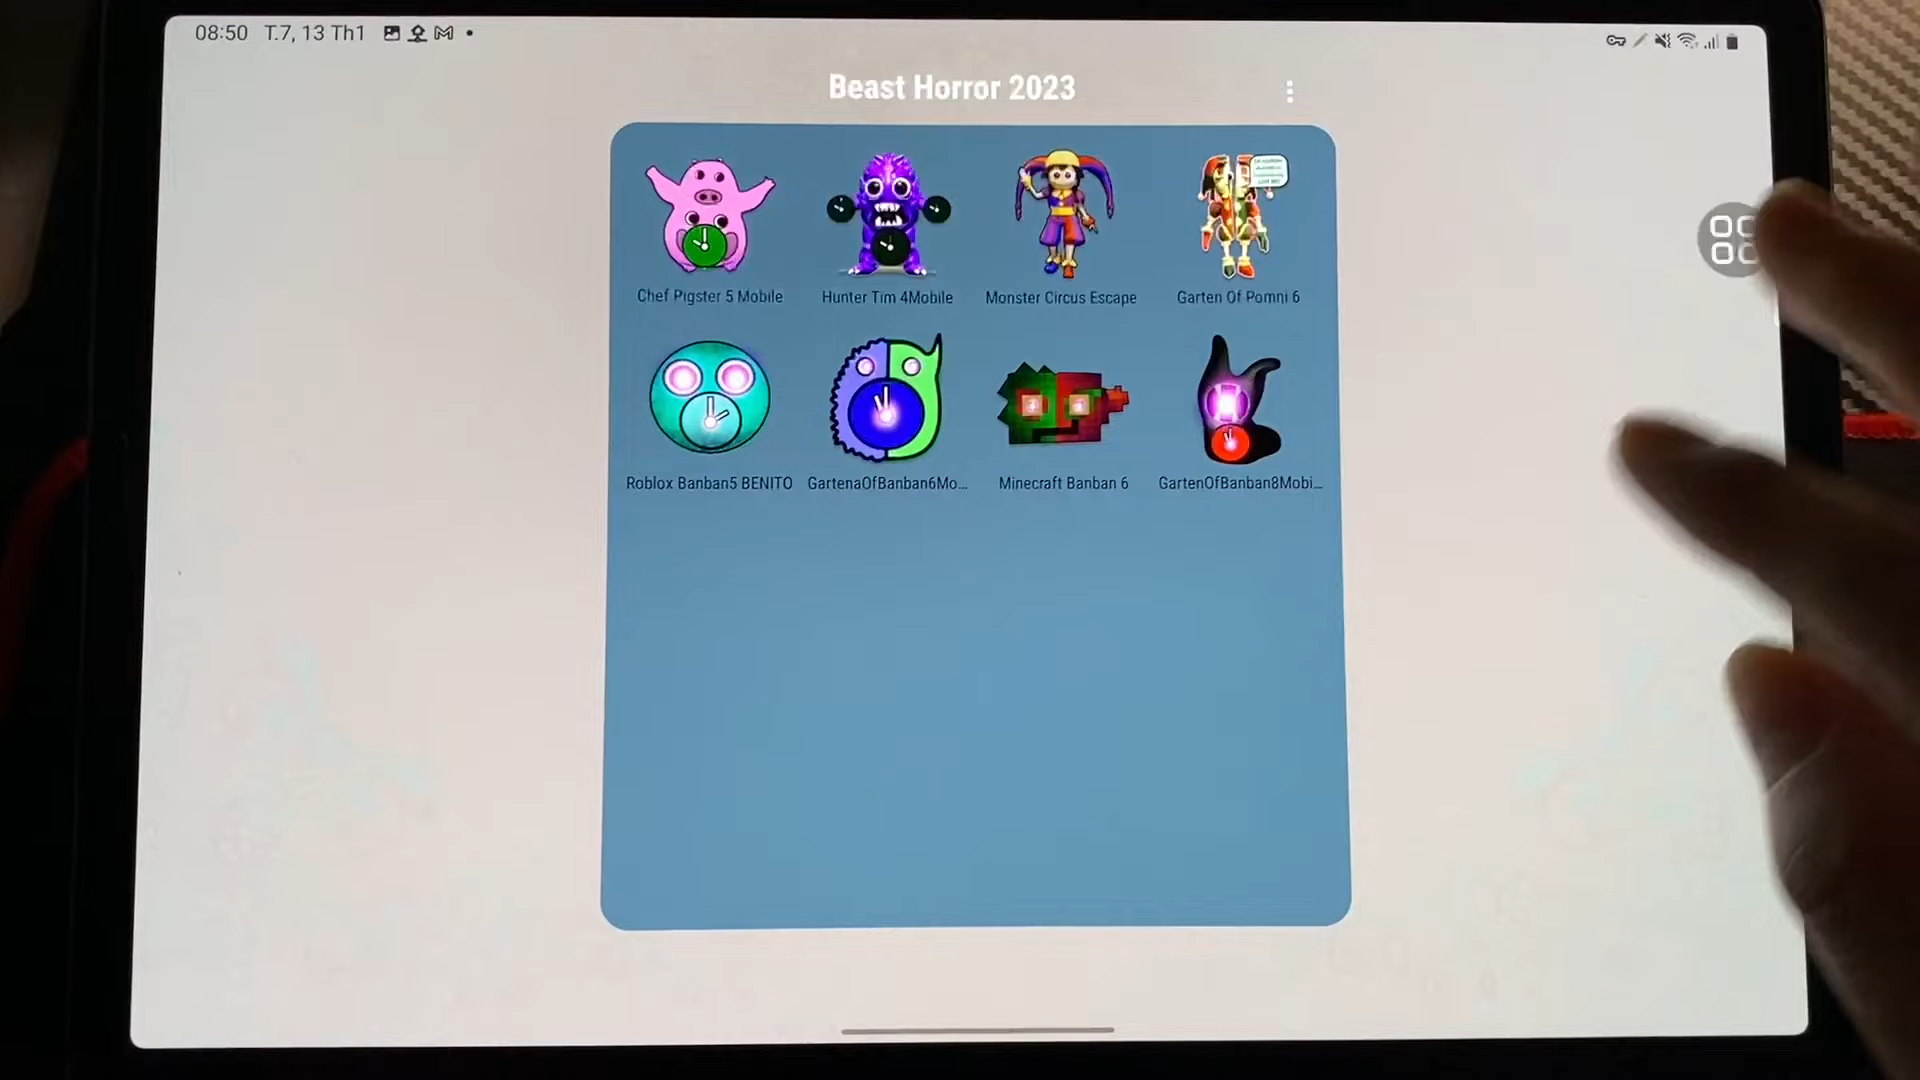 08:50 T.7, 13 Th1
Beast Horror 2023
Chef Pigster 5 Mobile
Hunter Tim 4Mobile
Monster Circus Escape
Garten Of Pomni 6
Roblox Banban5 BENITO
GartenaOfBanban6Mo...
Minecraft Banban 6
GartenOfBanban8Mobi...